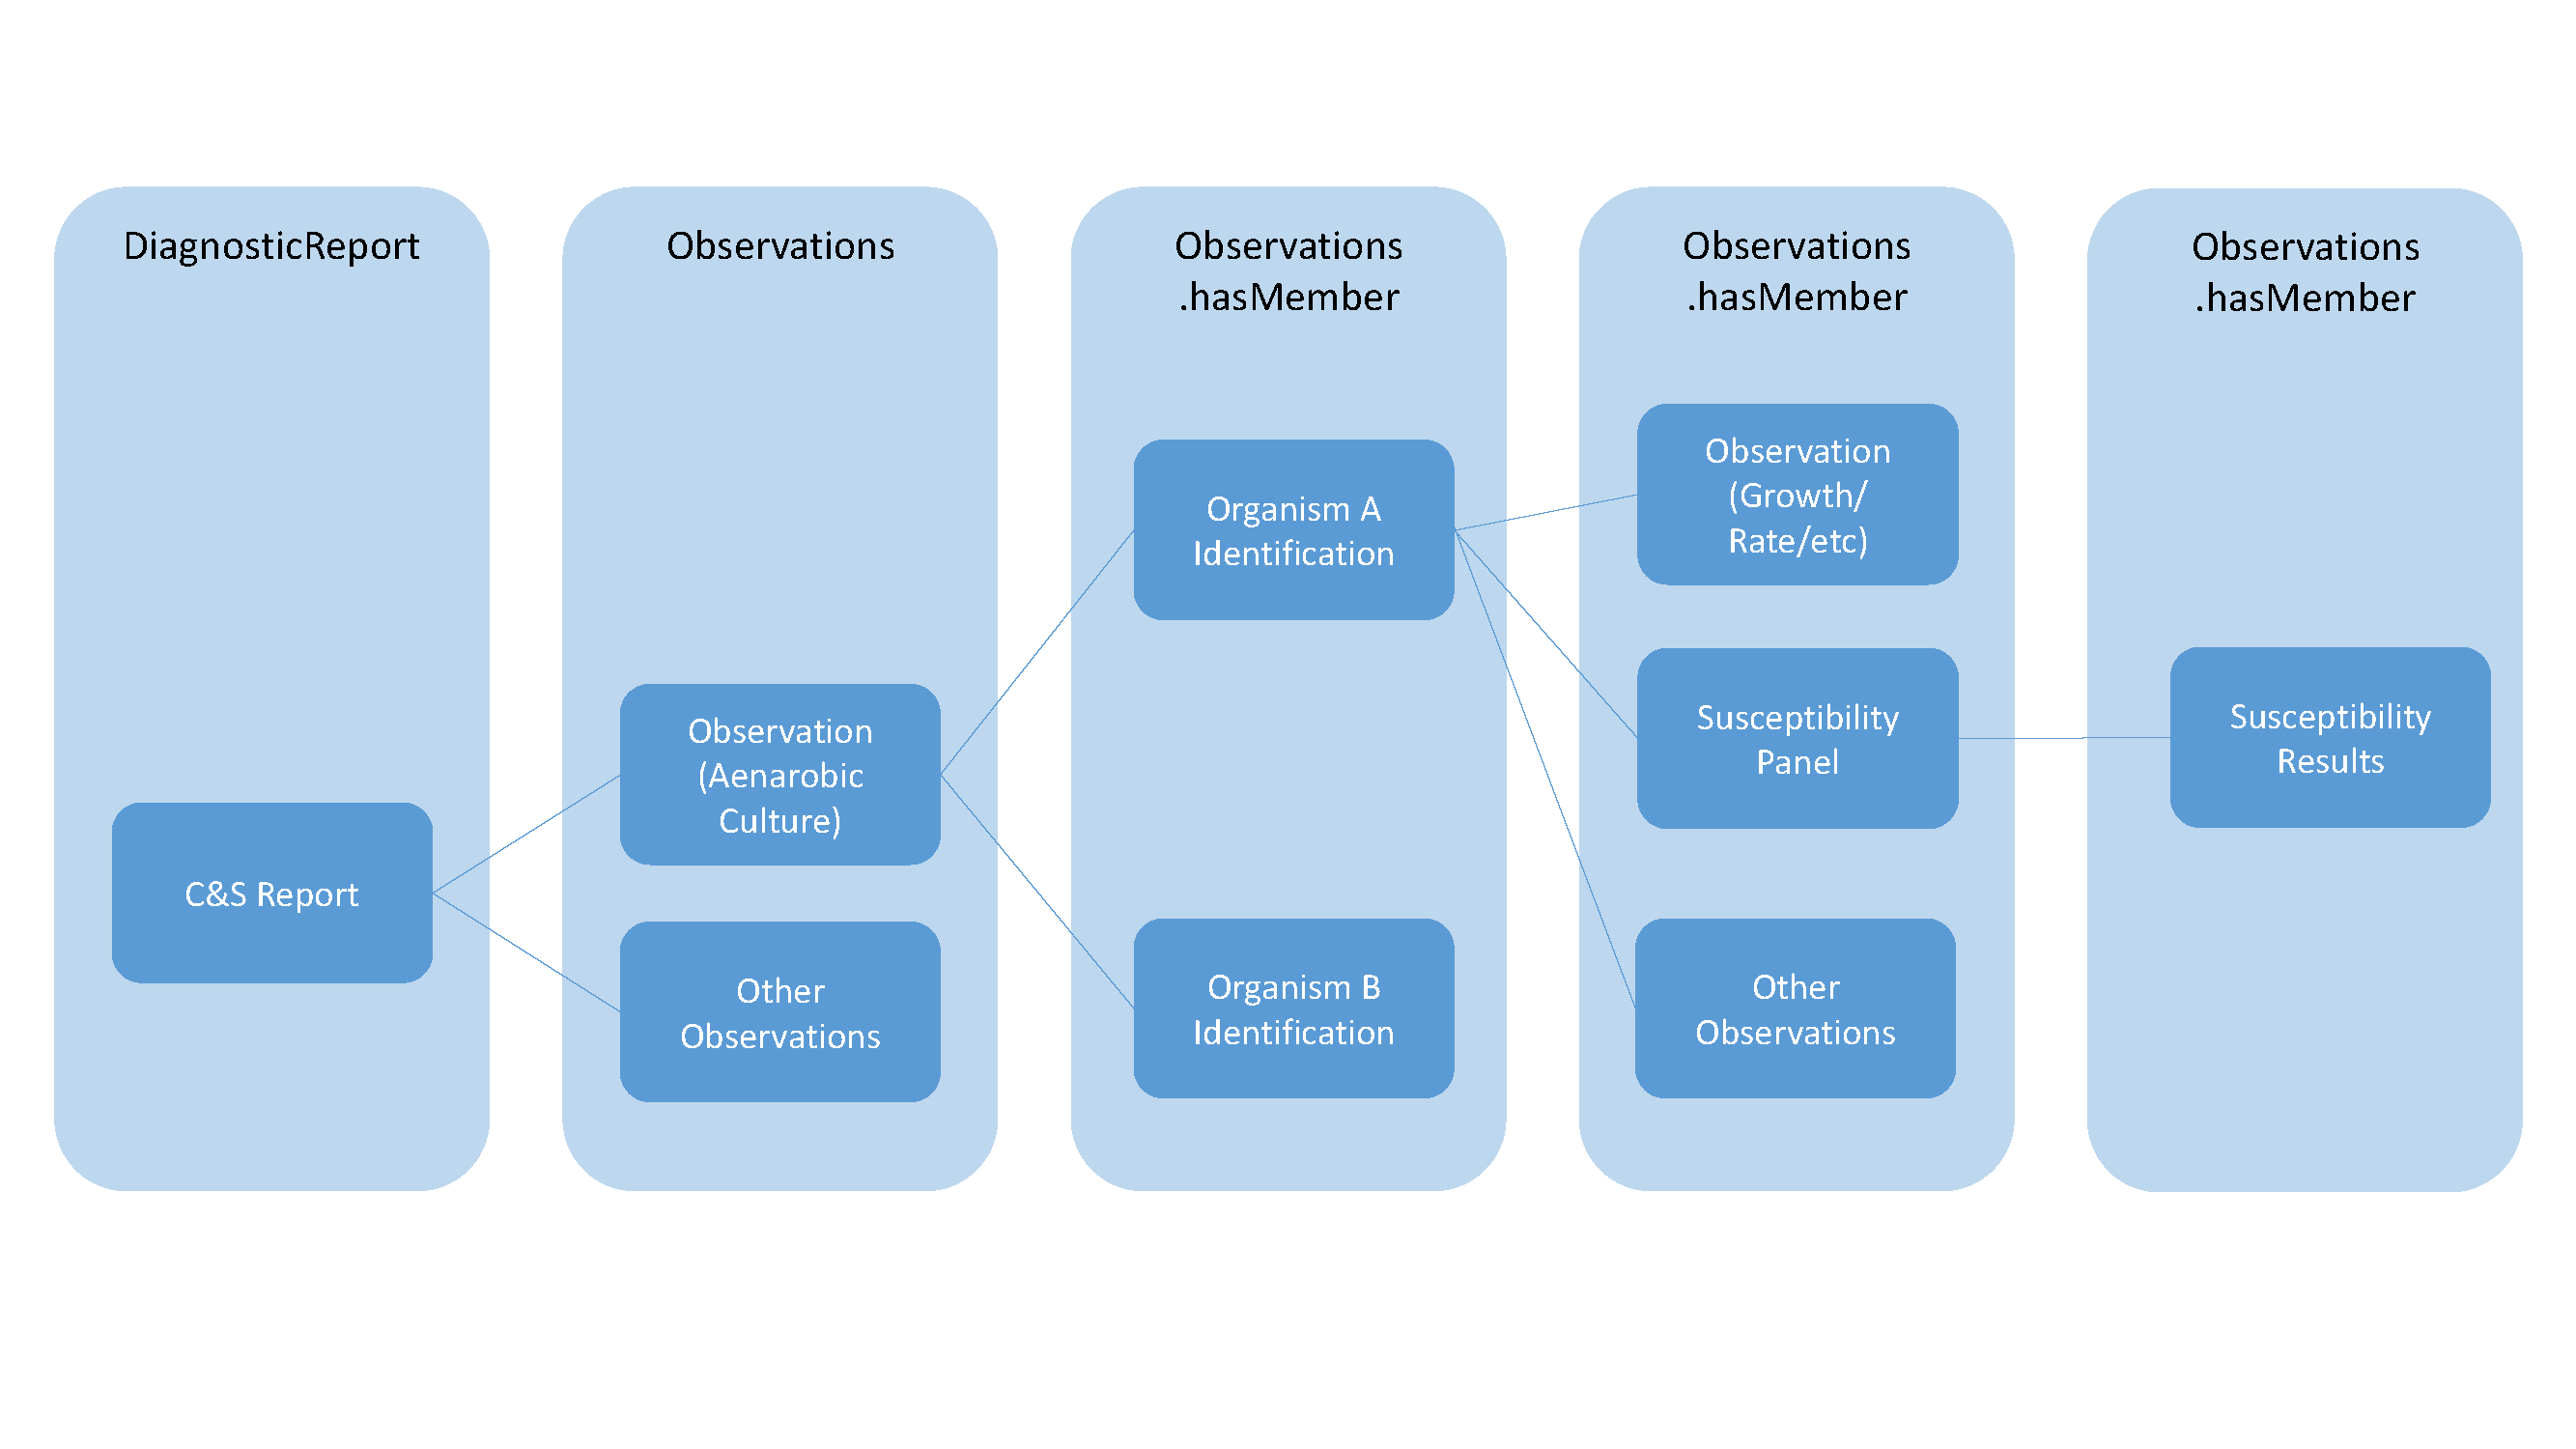 DiagnosticReport
C&S Report
Observations
Observation
(Aenarobic
Culture)
Other
Observations
Observations
.hasMember
Organism A
Identification
Organism B
Identification
Observations
.hasMember
Observation
(Growth/
Rate/etc)
Susceptibility
Panel
Other
Observations
Observations
.hasMember
Susceptibility
Results